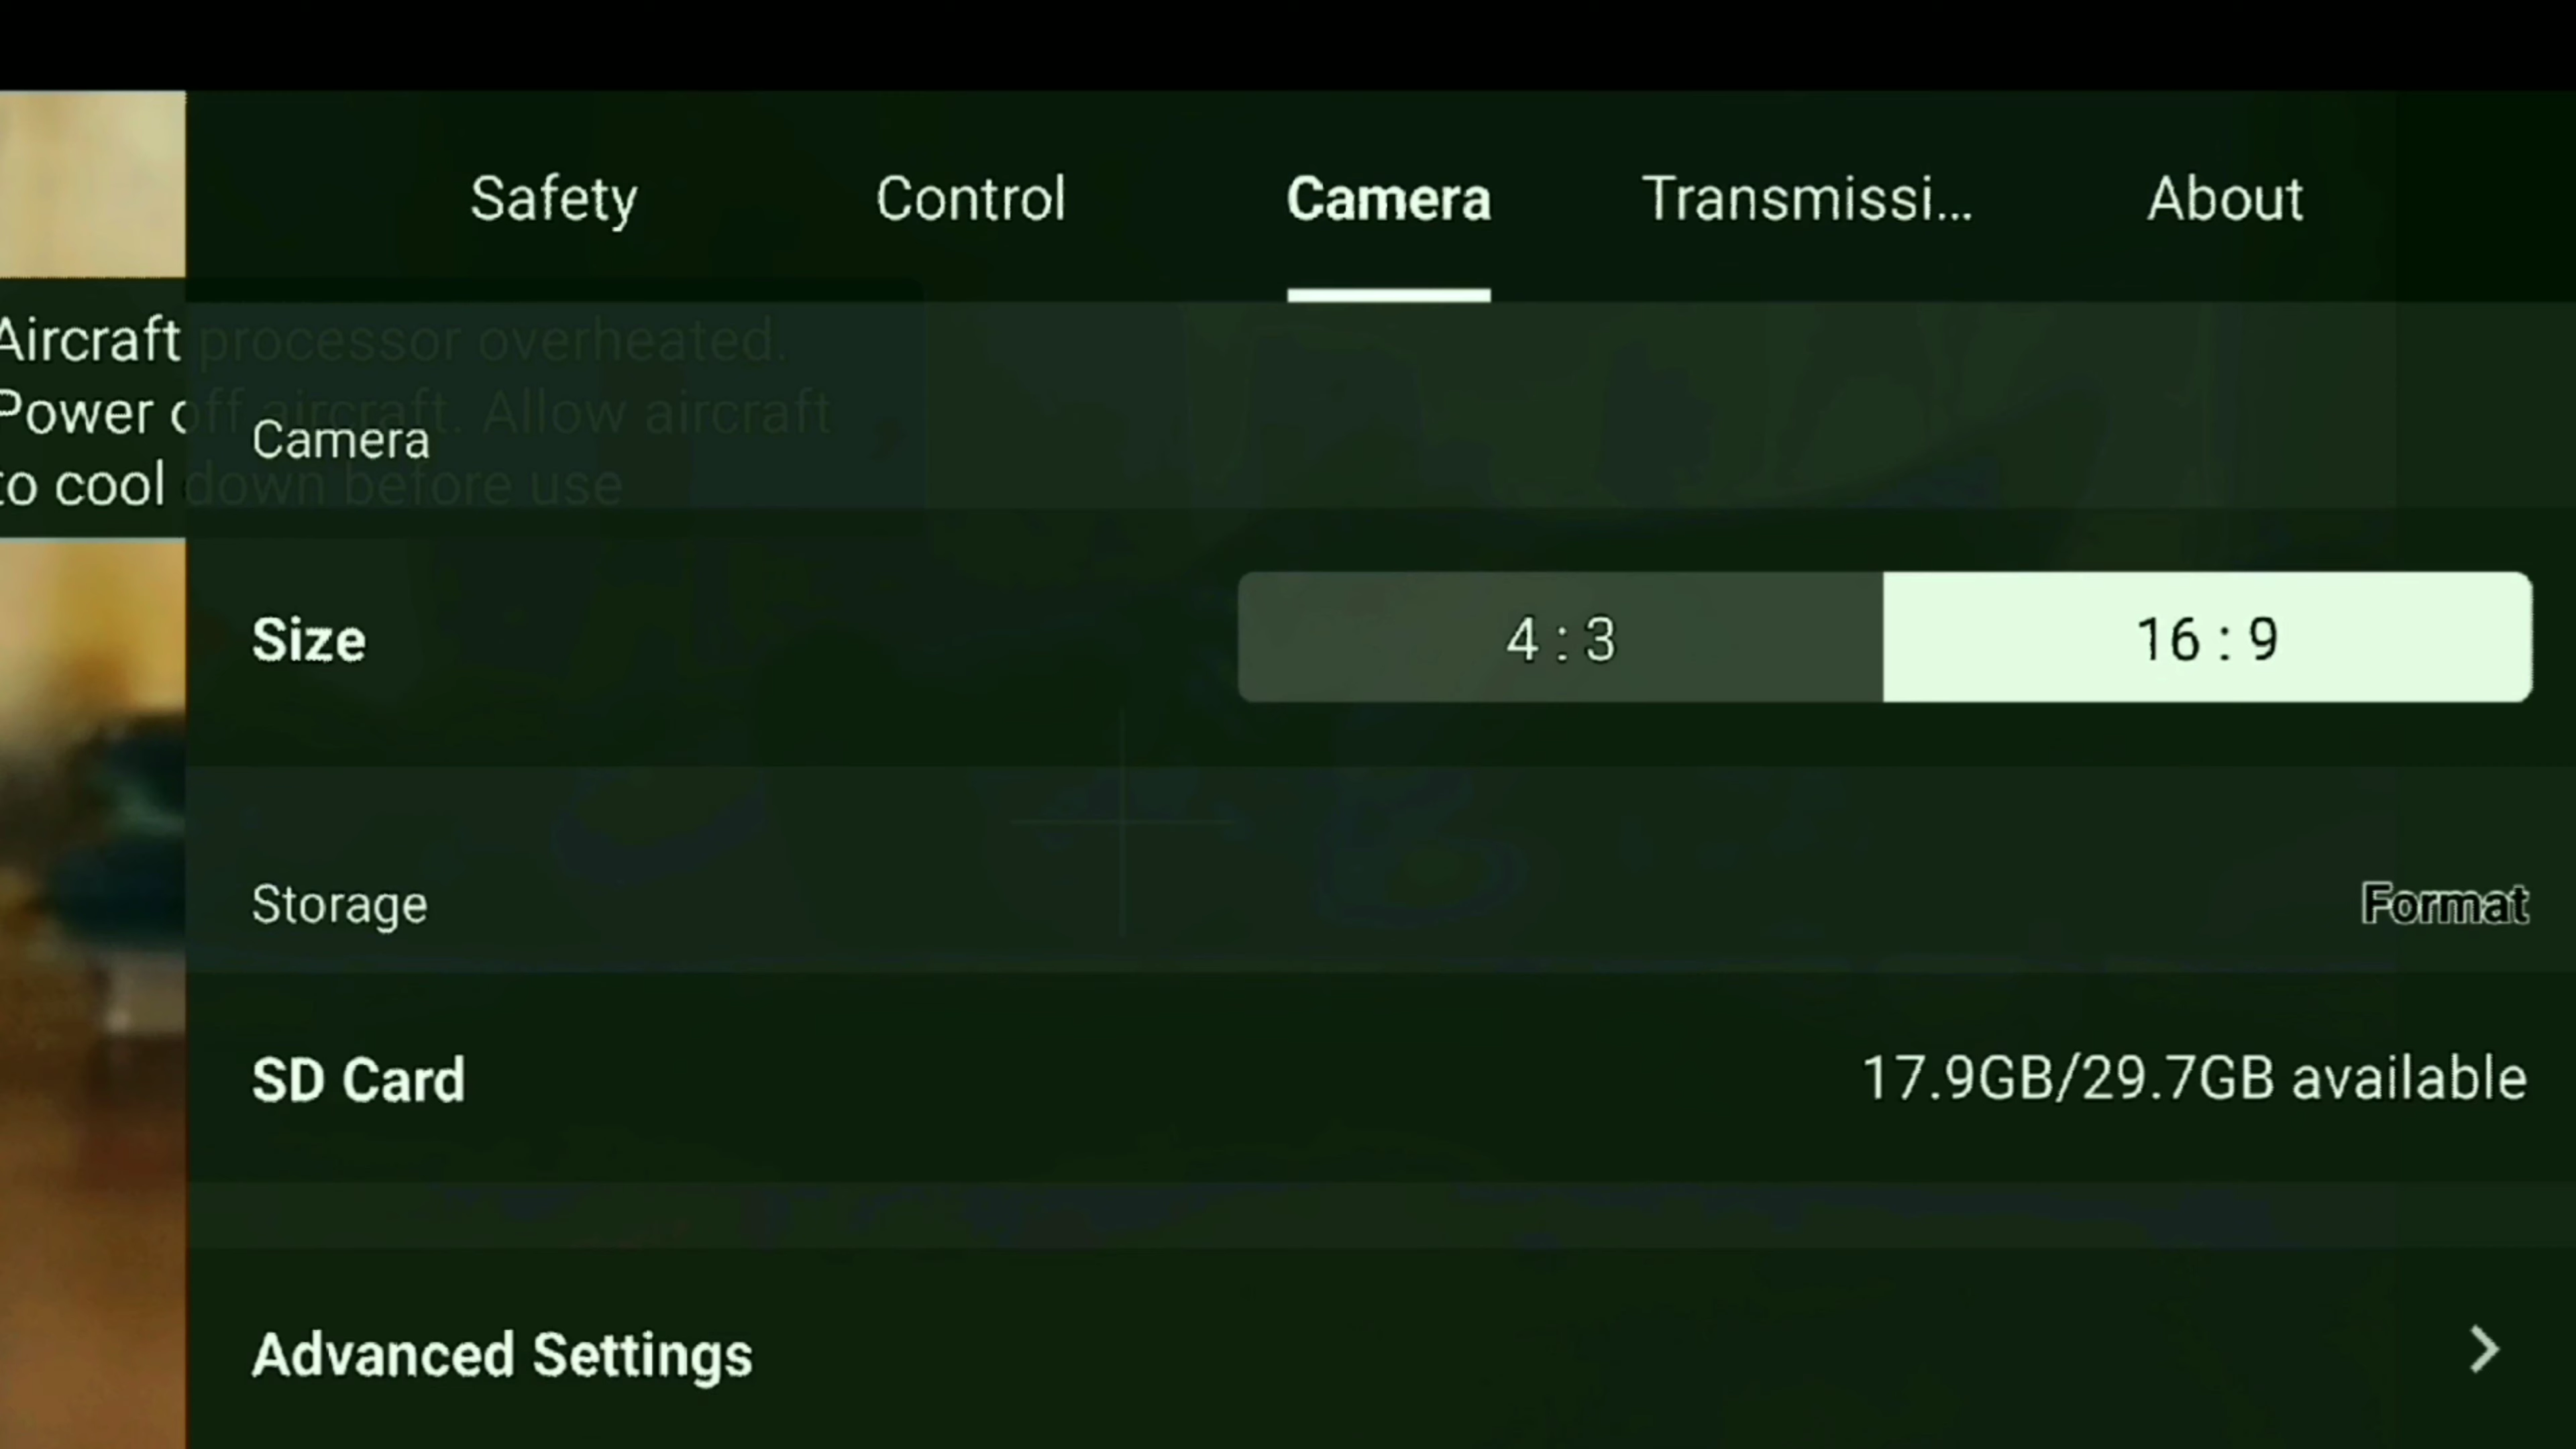 Safety Control Camera Transmissi... About
Aircraft processor overheated.
Power off aircraft. Allow aircraft
to cool down before use
Camera
Size 4 : 3 16 : 9
Storage Format
SD Card 17.9GB/29.7GB available
Advanced Settings